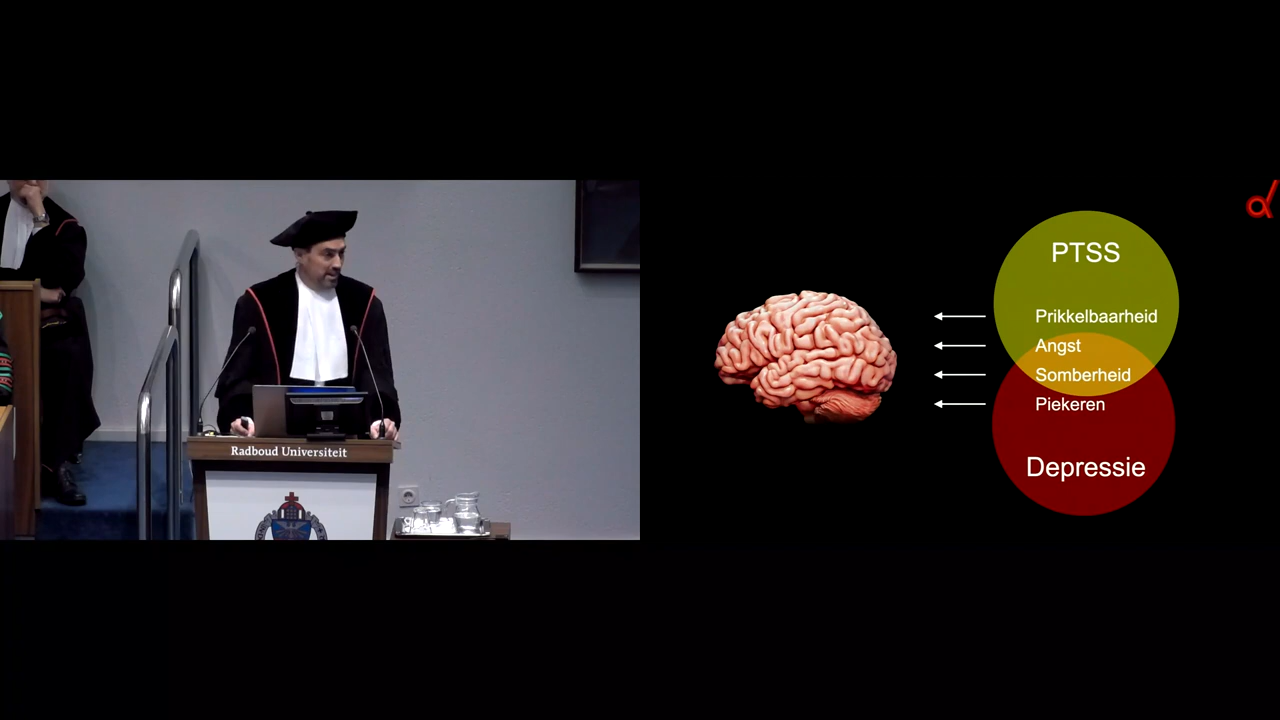 Radboud Universiteit
PTSS
Prikkelbaarheid
Angst
Somberheid
Piekeren
Depressie